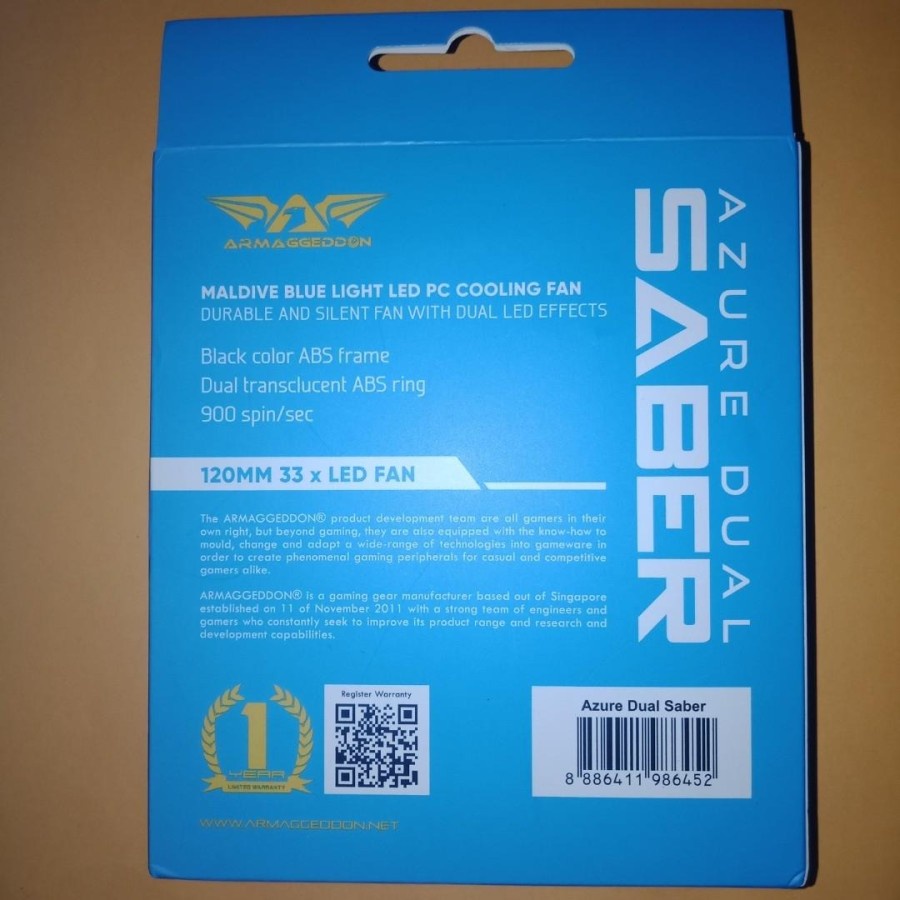 ARMAGGEDDON
MALDIVE BLUE LIGHT LED PC COOLING FAN
DURABLE AND SILENT FAN WITH DUAL LED EFFECTS
Black color ABS frame
Dual transclucent ABS ring
900 spin/sec
120MM 33 x LED FAN
The ARMAGGEDDON® product development team are all gamers in their
own right, but beyond gaming, they are also equipped with the know-how to
mould, change and adapt a wide-range of technologies into gameware in
order to create phenomenal gaming peripherals for casual and competitive
gamers alike.
ARMAGGEDDON® is a gaming gear manufacturer based out of Singapore
established on 11 of November 2011 with a strong team of engineers and
gamers who constantly seek to improve its product range and research and
development capabilities.
AZURE DUAL
SABER
1
YEAR
LIMITED WARRANTY
Register Warranty
Azure Dual Saber
8 886411 986452
WWW.ARMAGGEDDON.NET